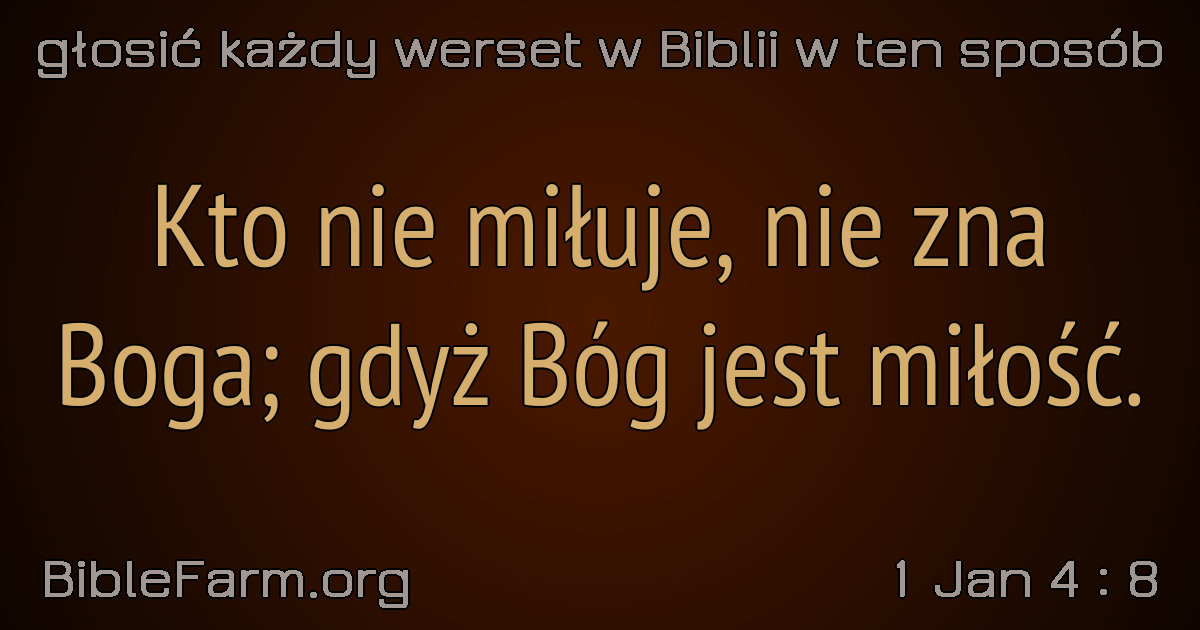 głosić każdy werset w Biblii w ten sposób
Kto nie miłuje, nie zna
Boga; gdyż Bóg jest miłość.
BibleFarm.org
1 Jan 4 : 8